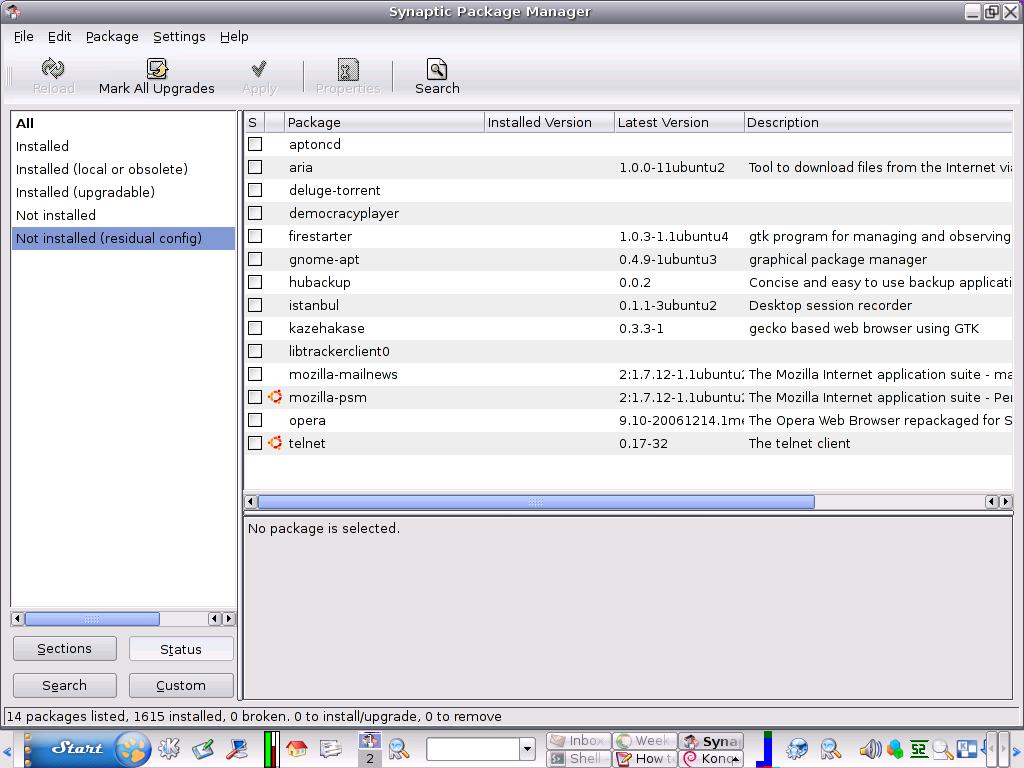 Synaptic Package Manager
File Edit Package Settings Help
Reload Mark All Upgrades Apply Properties Search
All
Installed
Installed (local or obsolete)
Installed (upgradable)
Not installed
Not installed (residual config)
S Package Installed Version Latest Version Description
aptoncd
aria 1.0.0-11ubuntu2 Tool to download files from the Internet via
deluge-torrent
democracyplayer
firestarter 1.0.3-1.1ubuntu4 gtk program for managing and observing
gnome-apt 0.4.9-1ubuntu3 graphical package manager
hubackup 0.0.2 Concise and easy to use backup applicati
istanbul 0.1.1-3ubuntu2 Desktop session recorder
kazehakase 0.3.3-1 gecko based web browser using GTK
libtrackerclient0
mozilla-mailnews 2:1.7.12-1.1ubuntu2 The Mozilla Internet application suite - ma
mozilla-psm 2:1.7.12-1.1ubuntu2 The Mozilla Internet application suite - Per
opera 9.10-20061214.1me The Opera Web Browser repackaged for S
telnet 0.17-32 The telnet client
No package is selected.
Sections Status
Search Custom
14 packages listed, 1615 installed, 0 broken. 0 to install/upgrade, 0 to remove
Start
2
Inbox Week Syna
Shell How t Konq
52